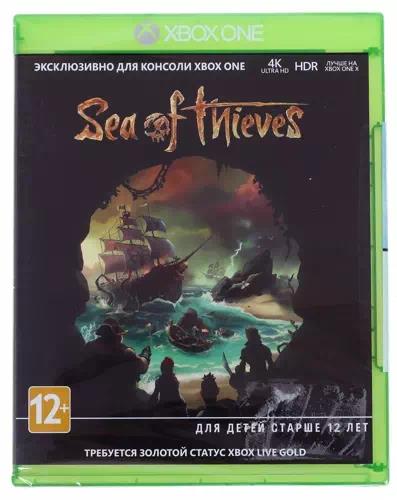 XBOX ONE
ЭКСКЛЮЗИВНО ДЛЯ КОНСОЛИ XBOX ONE
4K
ULTRA HD
HDR
ЛУЧШЕ НА
XBOX ONE X
Sea of Thieves
12+
ДЛЯ ДЕТЕЙ СТАРШЕ 12 ЛЕТ
ТРЕБУЕТСЯ ЗОЛОТОЙ СТАТУС XBOX LIVE GOLD